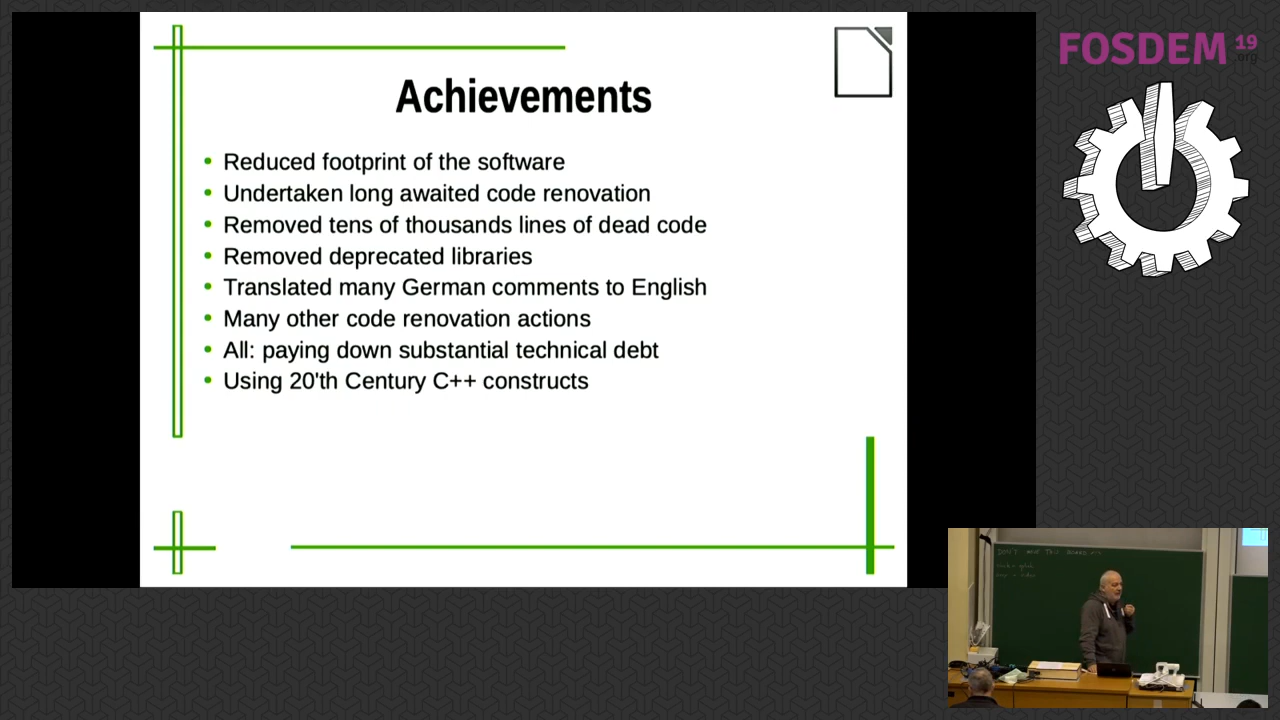 Achievements
Reduced footprint of the software
Undertaken long awaited code renovation
Removed tens of thousands lines of dead code
Removed deprecated libraries
Translated many German comments to English
Many other code renovation actions
All: paying down substantial technical debt
Using 20'th Century C++ constructs
FOSDEM 19
.org
DON'T